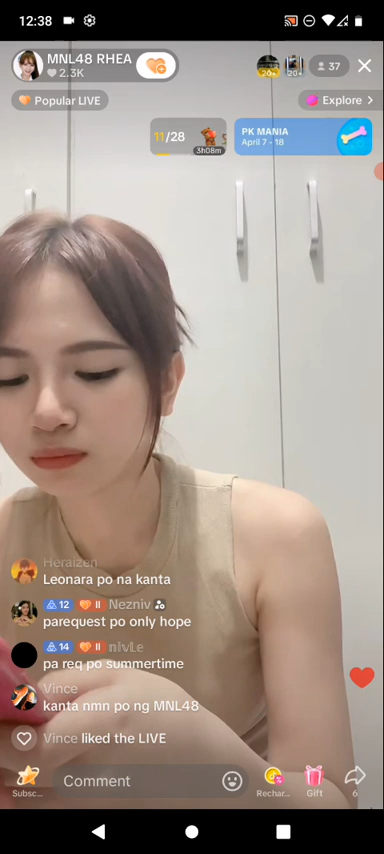 12:38
MNL48 RHEA
2.3K
20+
20+
37
Popular LIVE
Explore >
11/28
3h08m
PK MANIA
April 7 - 18
Heraizen
Leonara po na kanta
12 II Nezniv
parequest po only hope
14 II
pa req po summertime
Vince
kanta nmn po ng MNL48
Vince liked the LIVE
Subsc...
Comment
Rechar...
Gift
6